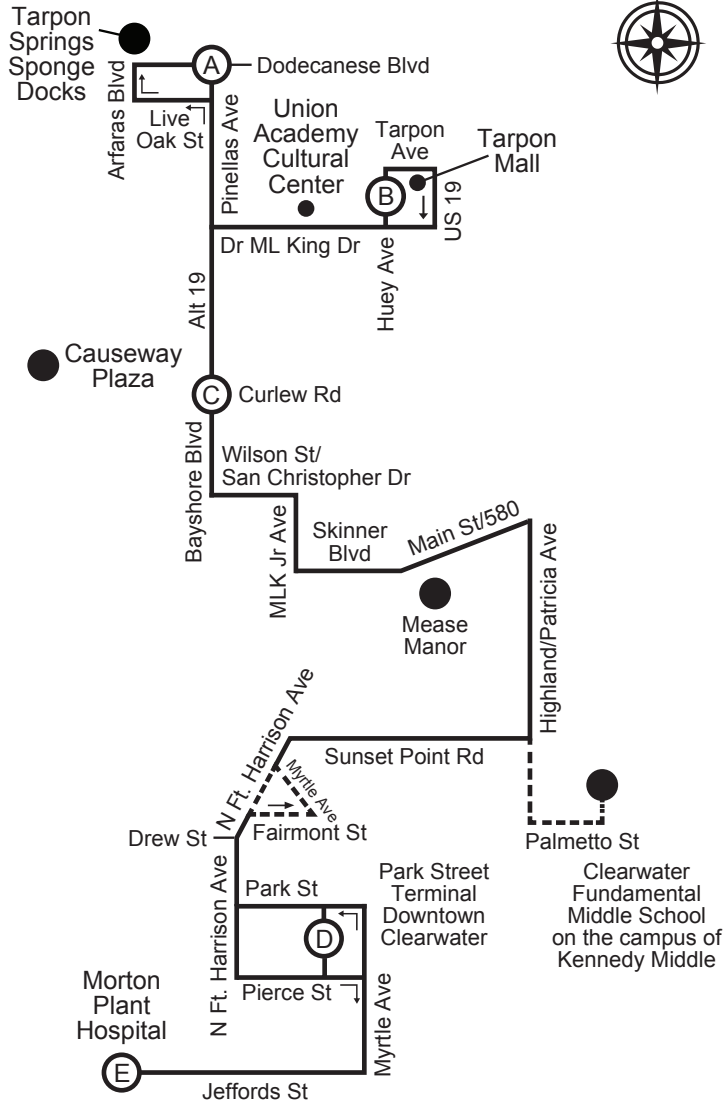 Tarpon
Springs
Sponge
Docks
A
Dodecanese Blvd
Arfaras Blvd
Live
Oak St
Pinellas Ave
Union
Academy
Cultural
Center
Tarpon
Ave
Tarpon
Mall
B
US 19
Dr ML King Dr
Huey Ave
Alt 19
Causeway
Plaza
C
Curlew Rd
Bayshore Blvd
Wilson St/
San Christopher Dr
MLK Jr Ave
Skinner
Blvd
Main St/580
Mease
Manor
Highland/Patricia Ave
N Ft. Harrison Ave
Sunset Point Rd
Myrtle Ave
Fairmont St
Drew St
Palmetto St
Clearwater
Fundamental
Middle School
on the campus of
Kennedy Middle
N Ft. Harrison Ave
Park St
Park Street
Terminal
Downtown
Clearwater
D
Pierce St
Myrtle Ave
Morton
Plant
Hospital
E
Jeffords St